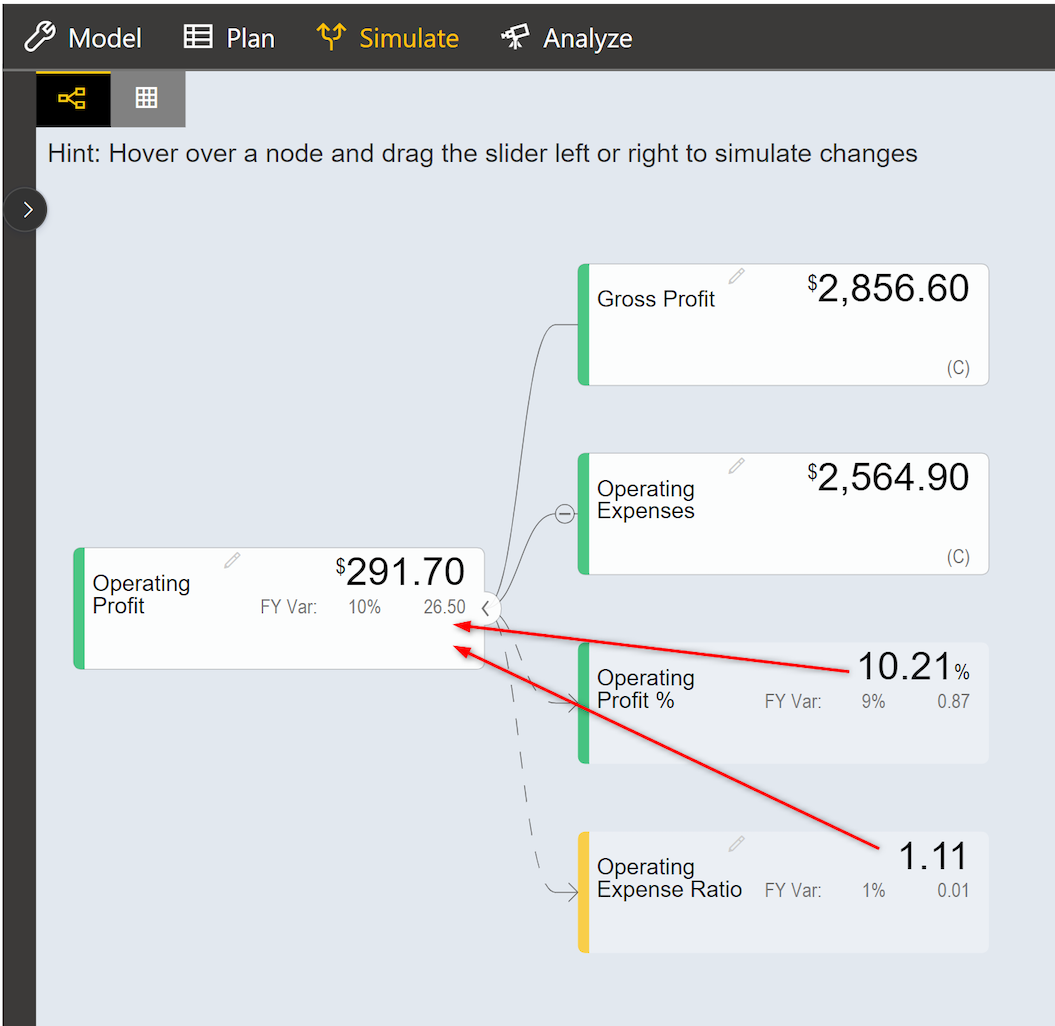 Model Plan Simulate Analyze
Hint: Hover over a node and drag the slider left or right to simulate changes
Gross Profit
$2,856.60
(C)
Operating
Expenses
$2,564.90
(C)
Operating
Profit
$291.70
FY Var: 10% 26.50
Operating
Profit %
10.21%
FY Var: 9% 0.87
Operating
Expense Ratio
1.11
FY Var: 1% 0.01